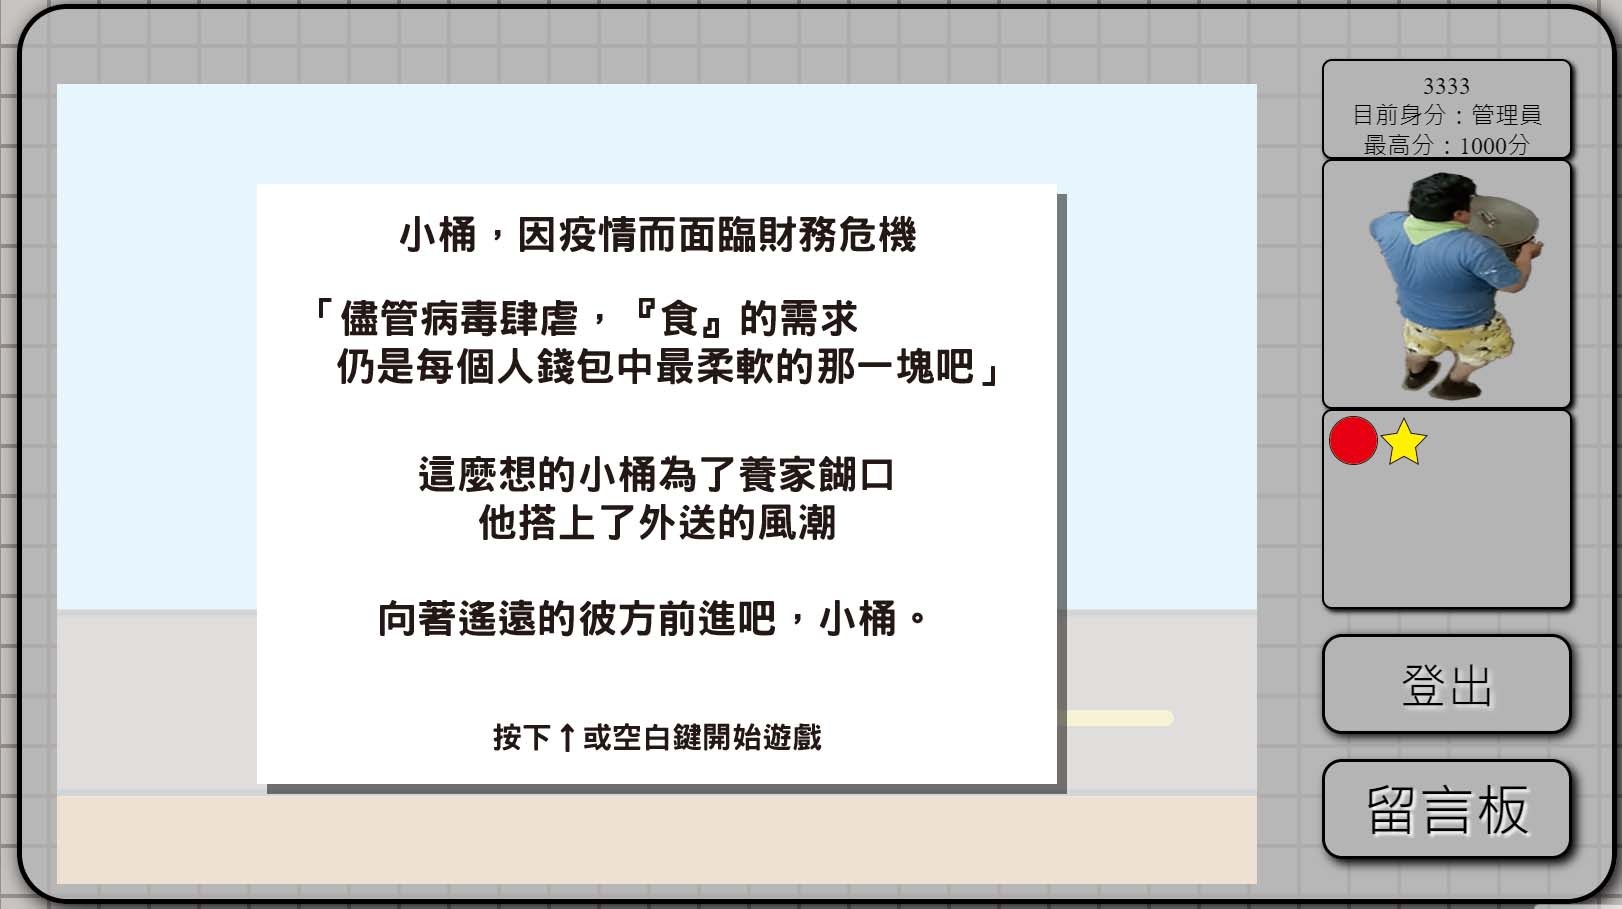 小桶，因疫情而面臨財務危機
「儘管病毒肆虐，『食』的需求
仍是每個人錢包中最柔軟的那一塊吧」
這麼想的小桶為了養家餬口
他搭上了外送的風潮
向著遙遠的彼方前進吧，小桶。
按下↑或空白鍵開始遊戲
3333
目前身分：管理員
最高分：1000分
登出
留言板